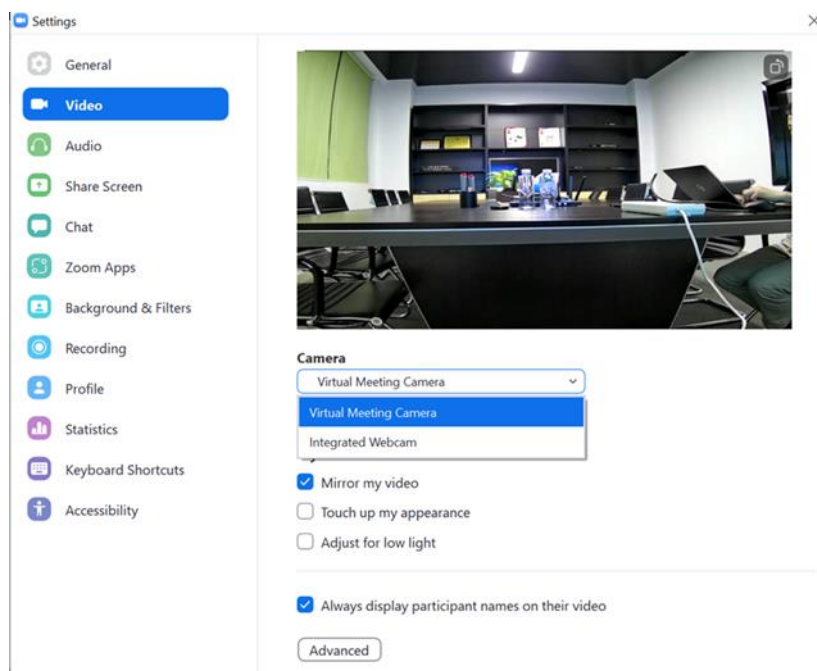 Settings
General
Video
Audio
Share Screen
Chat
Zoom Apps
Background & Filters
Recording
Profile
Statistics
Keyboard Shortcuts
Accessibility
Camera
Virtual Meeting Camera
Virtual Meeting Camera
Integrated Webcam
Mirror my video
Touch up my appearance
Adjust for low light
Always display participant names on their video
Advanced